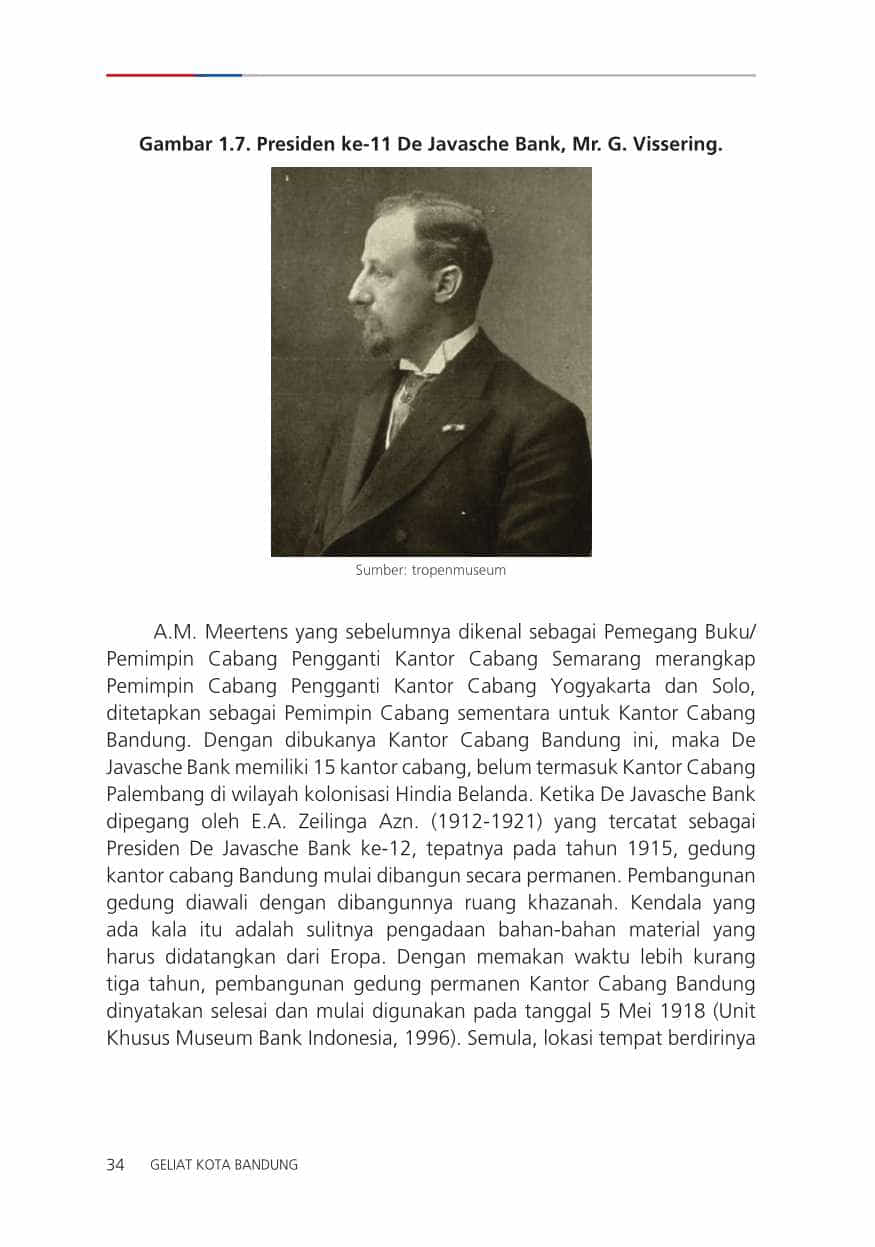 Gambar 1.7. Presiden ke-11 De Javasche Bank, Mr. G. Vissering.
Sumber: tropenmuseum
A.M. Meertens yang sebelumnya dikenal sebagai Pemegang Buku/
Pemimpin Cabang Pengganti Kantor Cabang Semarang merangkap
Pemimpin Cabang Pengganti Kantor Cabang Yogyakarta dan Solo,
ditetapkan sebagai Pemimpin Cabang sementara untuk Kantor Cabang
Bandung. Dengan dibukanya Kantor Cabang Bandung ini, maka De
Javasche Bank memiliki 15 kantor cabang, belum termasuk Kantor Cabang
Palembang di wilayah kolonisasi Hindia Belanda. Ketika De Javasche Bank
dipegang oleh E.A. Zeilinga Azn. (1912-1921) yang tercatat sebagai
Presiden De Javasche Bank ke-12, tepatnya pada tahun 1915, gedung
kantor cabang Bandung mulai dibangun secara permanen. Pembangunan
gedung diawali dengan dibangunnya ruang khazanah. Kendala yang
ada kala itu adalah sulitnya pengadaan bahan-bahan material yang
harus didatangkan dari Eropa. Dengan memakan waktu lebih kurang
tiga tahun, pembangunan gedung permanen Kantor Cabang Bandung
dinyatakan selesai dan mulai digunakan pada tanggal 5 Mei 1918 (Unit
Khusus Museum Bank Indonesia, 1996). Semula, lokasi tempat berdirinya
34 GELIAT KOTA BANDUNG